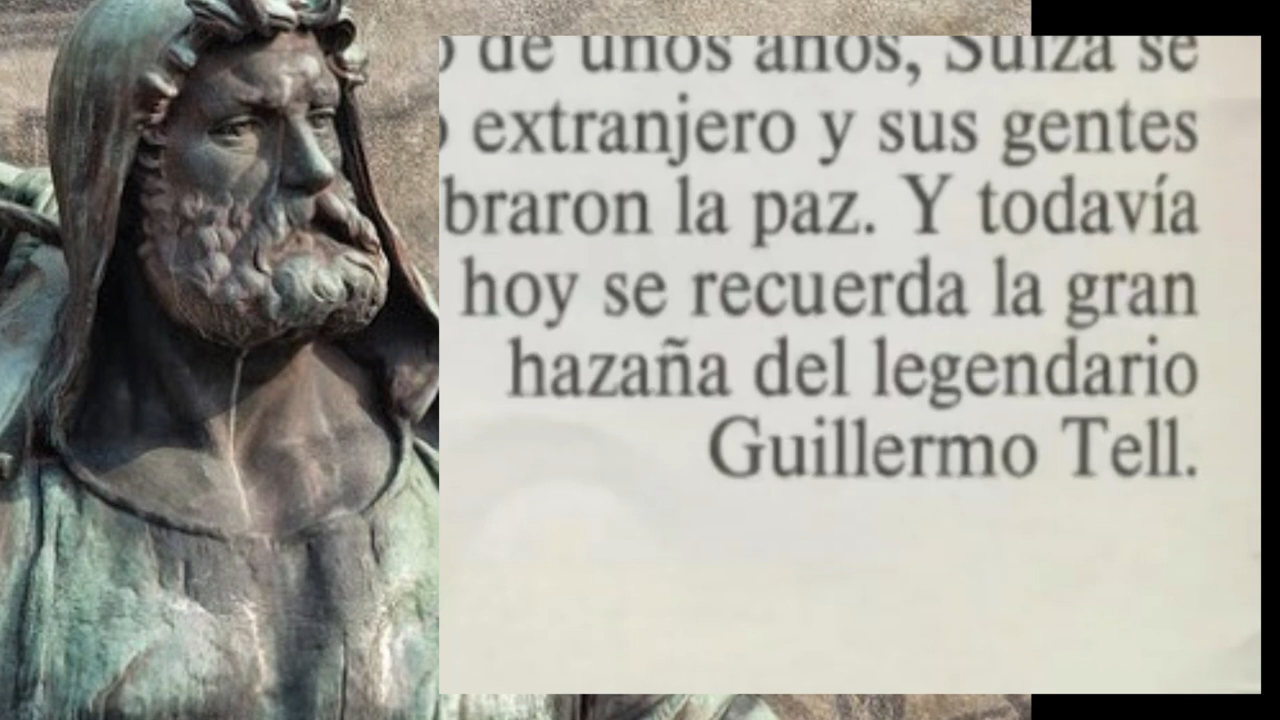 de unos años, Suiza se
extranjero y sus gentes
braron la paz. Y todavía
hoy se recuerda la gran
hazaña del legendario
Guillermo Tell.